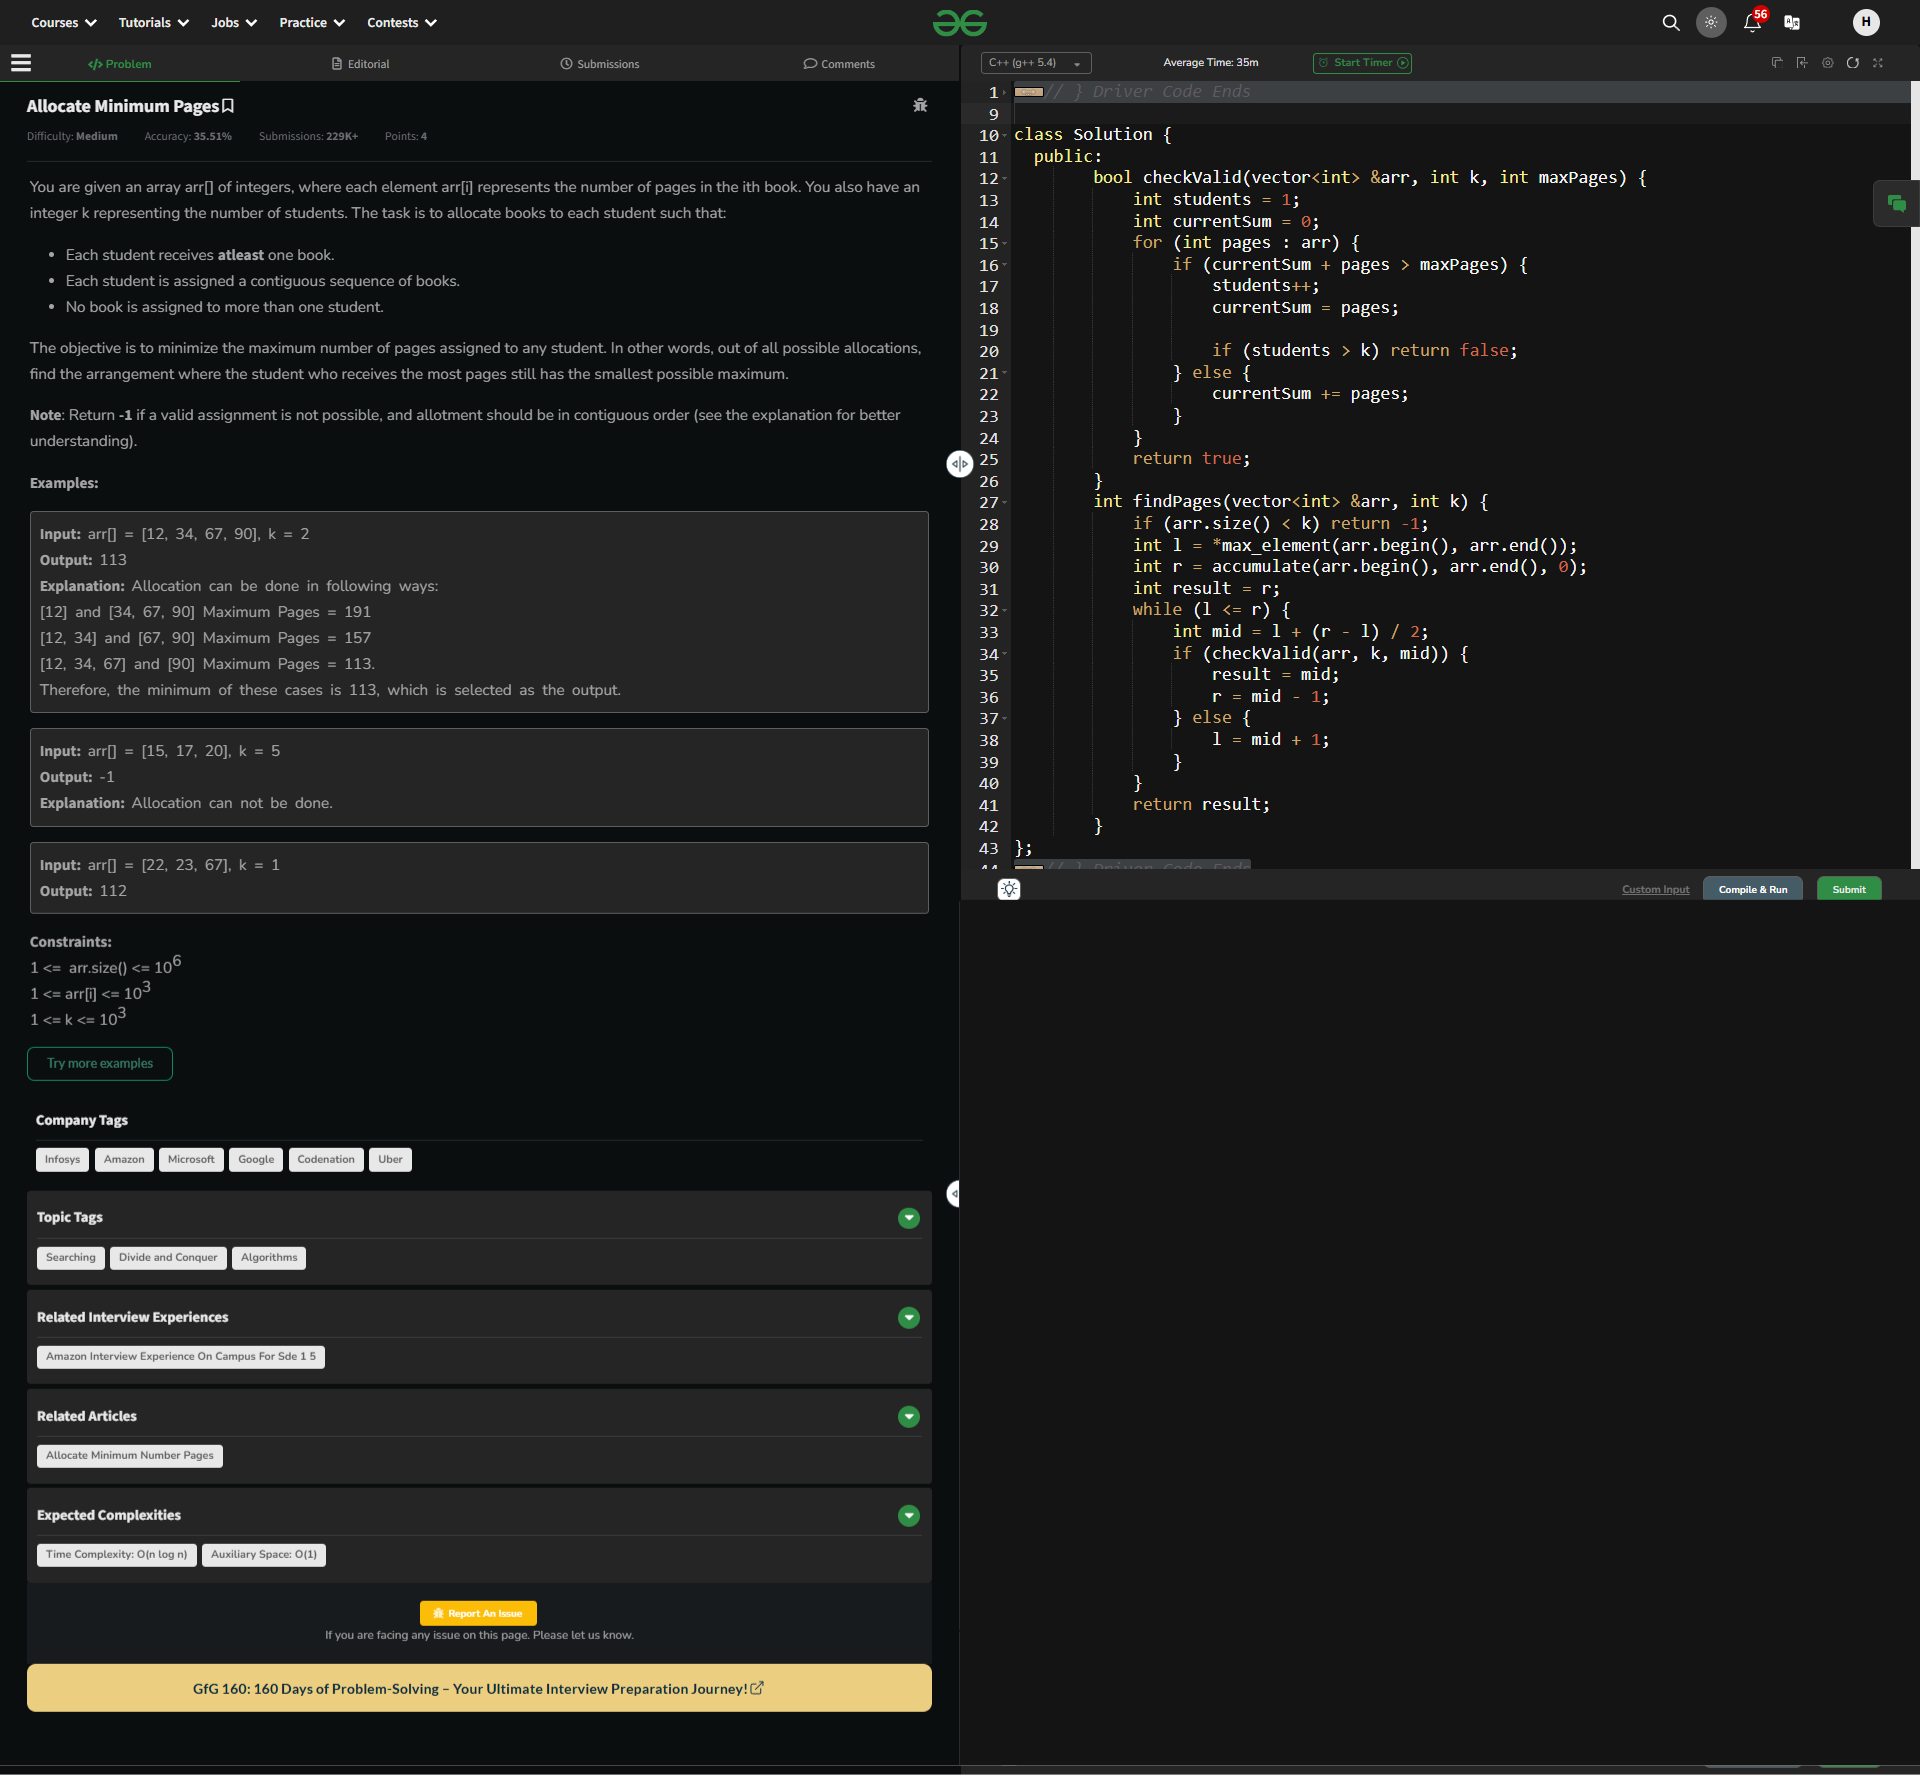 Courses Tutorials Jobs Practice Contests
56
H
</> Problem Editorial Submissions Comments
Allocate Minimum Pages
Difficulty: Medium Accuracy: 35.51% Submissions: 229K+ Points: 4
You are given an array arr[] of integers, where each element arr[i] represents the number of pages in the ith book. You also have an
integer k representing the number of students. The task is to allocate books to each student such that:
• Each student receives atleast one book.
• Each student is assigned a contiguous sequence of books.
• No book is assigned to more than one student.
The objective is to minimize the maximum number of pages assigned to any student. In other words, out of all possible allocations,
find the arrangement where the student who receives the most pages still has the smallest possible maximum.
Note: Return -1 if a valid assignment is not possible, and allotment should be in contiguous order (see the explanation for better
understanding).
Examples:
Input: arr[] = [12, 34, 67, 90], k = 2
Output: 113
Explanation: Allocation can be done in following ways:
[12] and [34, 67, 90] Maximum Pages = 191
[12, 34] and [67, 90] Maximum Pages = 157
[12, 34, 67] and [90] Maximum Pages = 113.
Therefore, the minimum of these cases is 113, which is selected as the output.
Input: arr[] = [15, 17, 20], k = 5
Output: -1
Explanation: Allocation can not be done.
Input: arr[] = [22, 23, 67], k = 1
Output: 112
Constraints:
1 <= arr.size() <= 10^6
1 <= arr[i] <= 10^3
1 <= k <= 10^3
Try more examples
Company Tags
Infosys Amazon Microsoft Google Codenation Uber
Topic Tags
Searching Divide and Conquer Algorithms
Related Interview Experiences
Amazon Interview Experience On Campus For Sde 1 5
Related Articles
Allocate Minimum Number Pages
Expected Complexities
Time Complexity: O(n log n) Auxiliary Space: O(1)
Report An Issue
If you are facing any issue on this page. Please let us know.
GfG 160: 160 Days of Problem-Solving – Your Ultimate Interview Preparation Journey!
C++ (g++ 5.4) Average Time: 35m Start Timer
1 // } Driver Code Ends
9
10 class Solution {
11 public:
12 bool checkValid(vector<int> &arr, int k, int maxPages) {
13 int students = 1;
14 int currentSum = 0;
15 for (int pages : arr) {
16 if (currentSum + pages > maxPages) {
17 students++;
18 currentSum = pages;
19
20 if (students > k) return false;
21 } else {
22 currentSum += pages;
23 }
24 }
25 return true;
26 }
27 int findPages(vector<int> &arr, int k) {
28 if (arr.size() < k) return -1;
29 int l = *max_element(arr.begin(), arr.end());
30 int r = accumulate(arr.begin(), arr.end(), 0);
31 int result = r;
32 while (l <= r) {
33 int mid = l + (r - l) / 2;
34 if (checkValid(arr, k, mid)) {
35 result = mid;
36 r = mid - 1;
37 } else {
38 l = mid + 1;
39 }
40 }
41 return result;
42 }
43 };
44 // } Driver Code Ends
Custom Input Compile & Run Submit